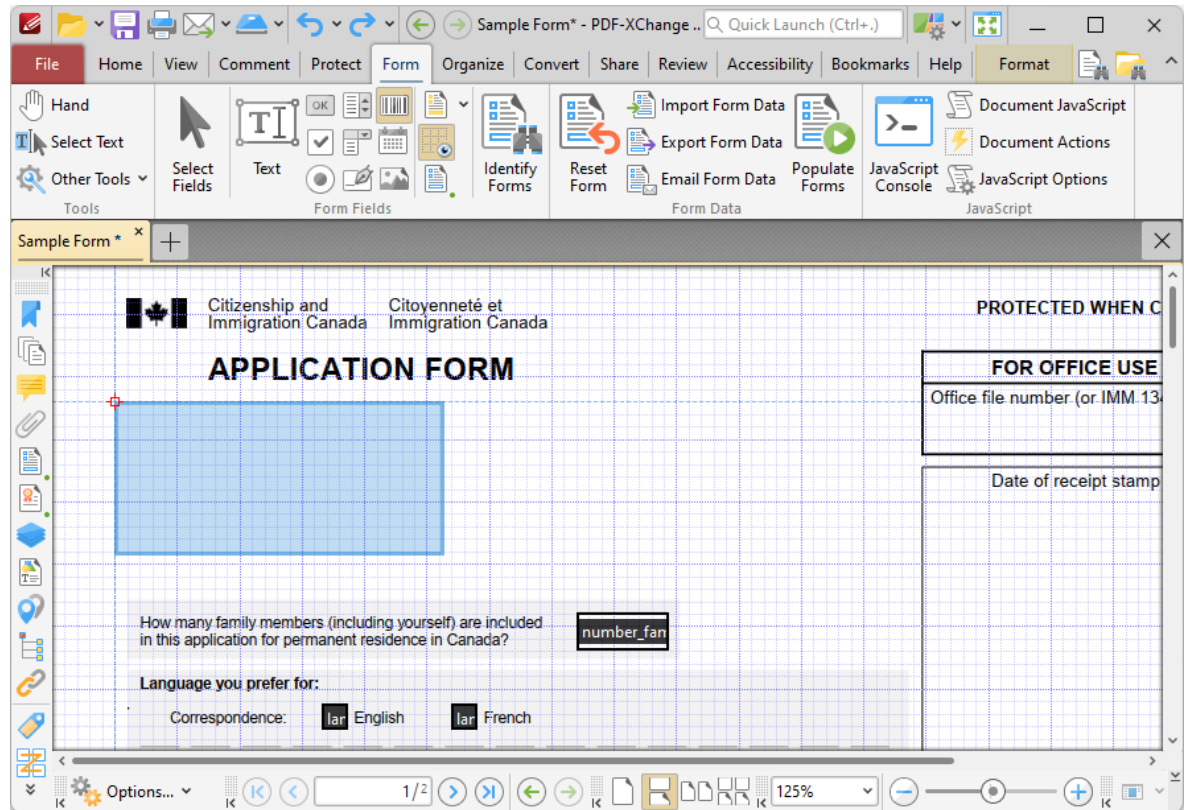 Sample Form* - PDF-XChange ..
Quick Launch (Ctrl+.)
File
Home
View
Comment
Protect
Form
Organize
Convert
Share
Review
Accessibility
Bookmarks
Help
Format
Hand
Select Text
Other Tools
Tools
Select Fields
Text
OK
Form Fields
Identify Forms
Reset Form
Import Form Data
Export Form Data
Email Form Data
Populate Forms
Form Data
JavaScript Console
Document JavaScript
Document Actions
JavaScript Options
JavaScript
Sample Form *
Citizenship and
Immigration Canada
Citoyenneté et
Immigration Canada
PROTECTED WHEN C
APPLICATION FORM
FOR OFFICE USE
Office file number (or IMM 134
Date of receipt stamp
How many family members (including yourself) are included
in this application for permanent residence in Canada?
number_fam
Language you prefer for:
Correspondence:
lar English
lar French
Options...
1/2
125%